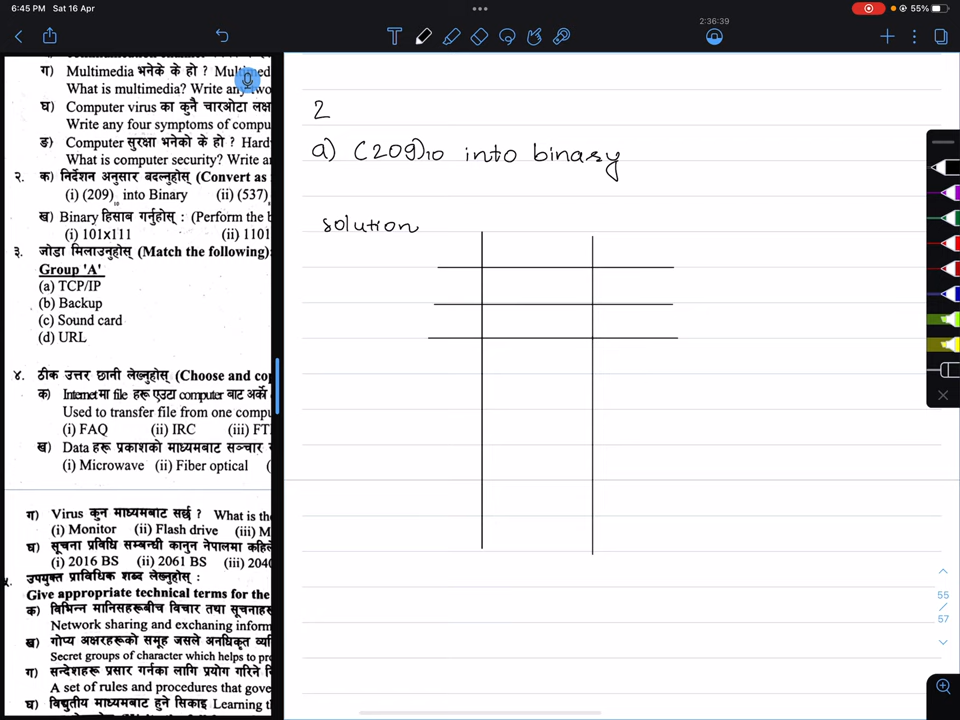 6:45 PM Sat 16 Apr
55%
2:36:39
ग) Multimedia भनेके के हो ?
What is multimedia? Write any two
घ) Computer virus का कुनै चारओटा लक्ष
Write any four symptoms of compu
ङ) Computer सुरक्षा भनेको के हो ? Hard
What is computer security? Write a
२. क) निर्देशन अनुसार बदल्नुहोस् (Convert as
(i) (209)10 into Binary (ii) (537)
ख) Binary हिसाब गर्नुहोस् : (Perform the b
(i) 101x111 (ii) 1101
३. जोडा मिलाउनुहोस् (Match the following)
Group 'A'
(a) TCP/IP
(b) Backup
(c) Sound card
(d) URL
४. ठीक उत्तर छानी लेख्नुहोस् (Choose and cop
क) Internetमा file हरू एउटा computer बाट अर्को
Used to transfer file from one compu
(i) FAQ (ii) IRC (iii) FT
ख) Data हरू प्रकाशको माध्यमबाट सञ्चार
(i) Microwave (ii) Fiber optical (
ग) Virus कुन माध्यमबाट सर्छ ? What is the
(i) Monitor (ii) Flash drive (iii) M
घ) सूचना प्रविधि सम्बन्धी कानुन नेपालमा कहिले
(i) 2016 BS (ii) 2061 BS (iii) 2040
५. उपयुक्त प्राविधिक शब्द लेख्नुहोस् :
Give appropriate technical terms for the
क) विभिन्न मानिसहरूबीच विचार तथा सूचनाह
Network sharing and exchaning inform
ख) गोप्य अक्षरहरूको समूह जसले अनधिकृत व्य
Secret groups of character which helps to pr
ग) सन्देशहरू प्रसार गर्नका लागि प्रयोग गरिने
A set of rules and procedures that gove
घ) विद्युतीय माध्यमबाट हुने सिकाइ Learning t
2
a) (209)10 into binary
solution
55
/
57